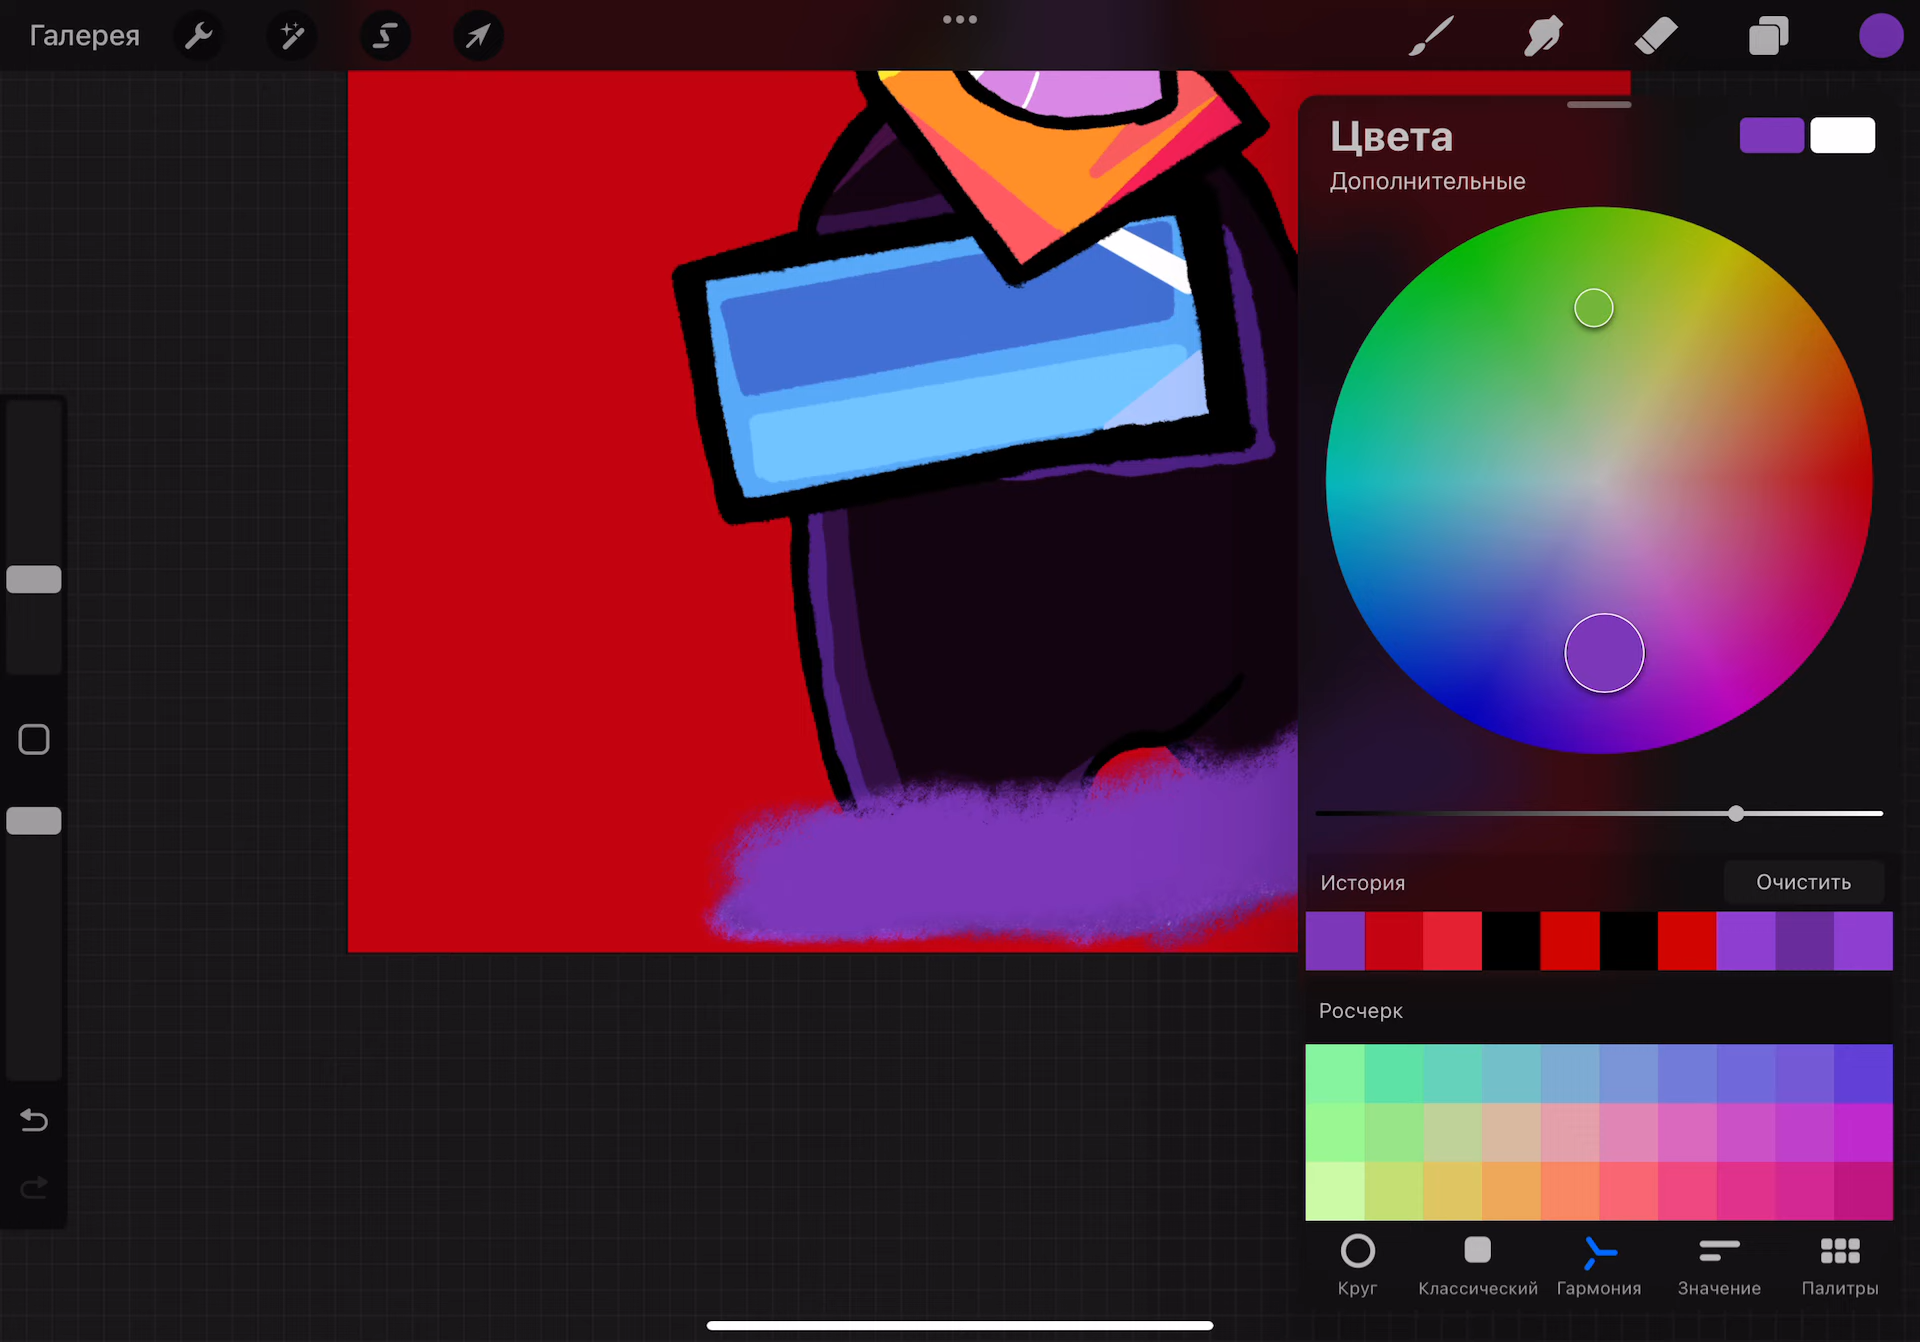 Галерея
Цвета
Дополнительные
История
Очистить
Росчерк
Круг
Классический
Гармония
Значение
Палитры